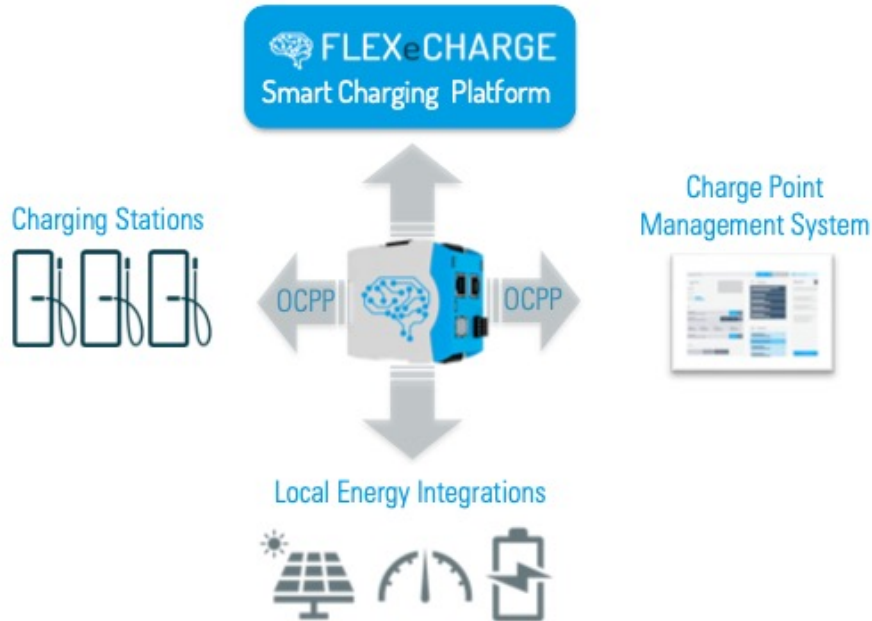 FLEXeCHARGE
Smart Charging Platform
Charging Stations
Charge Point
Management System
OCPP
OCPP
Local Energy Integrations